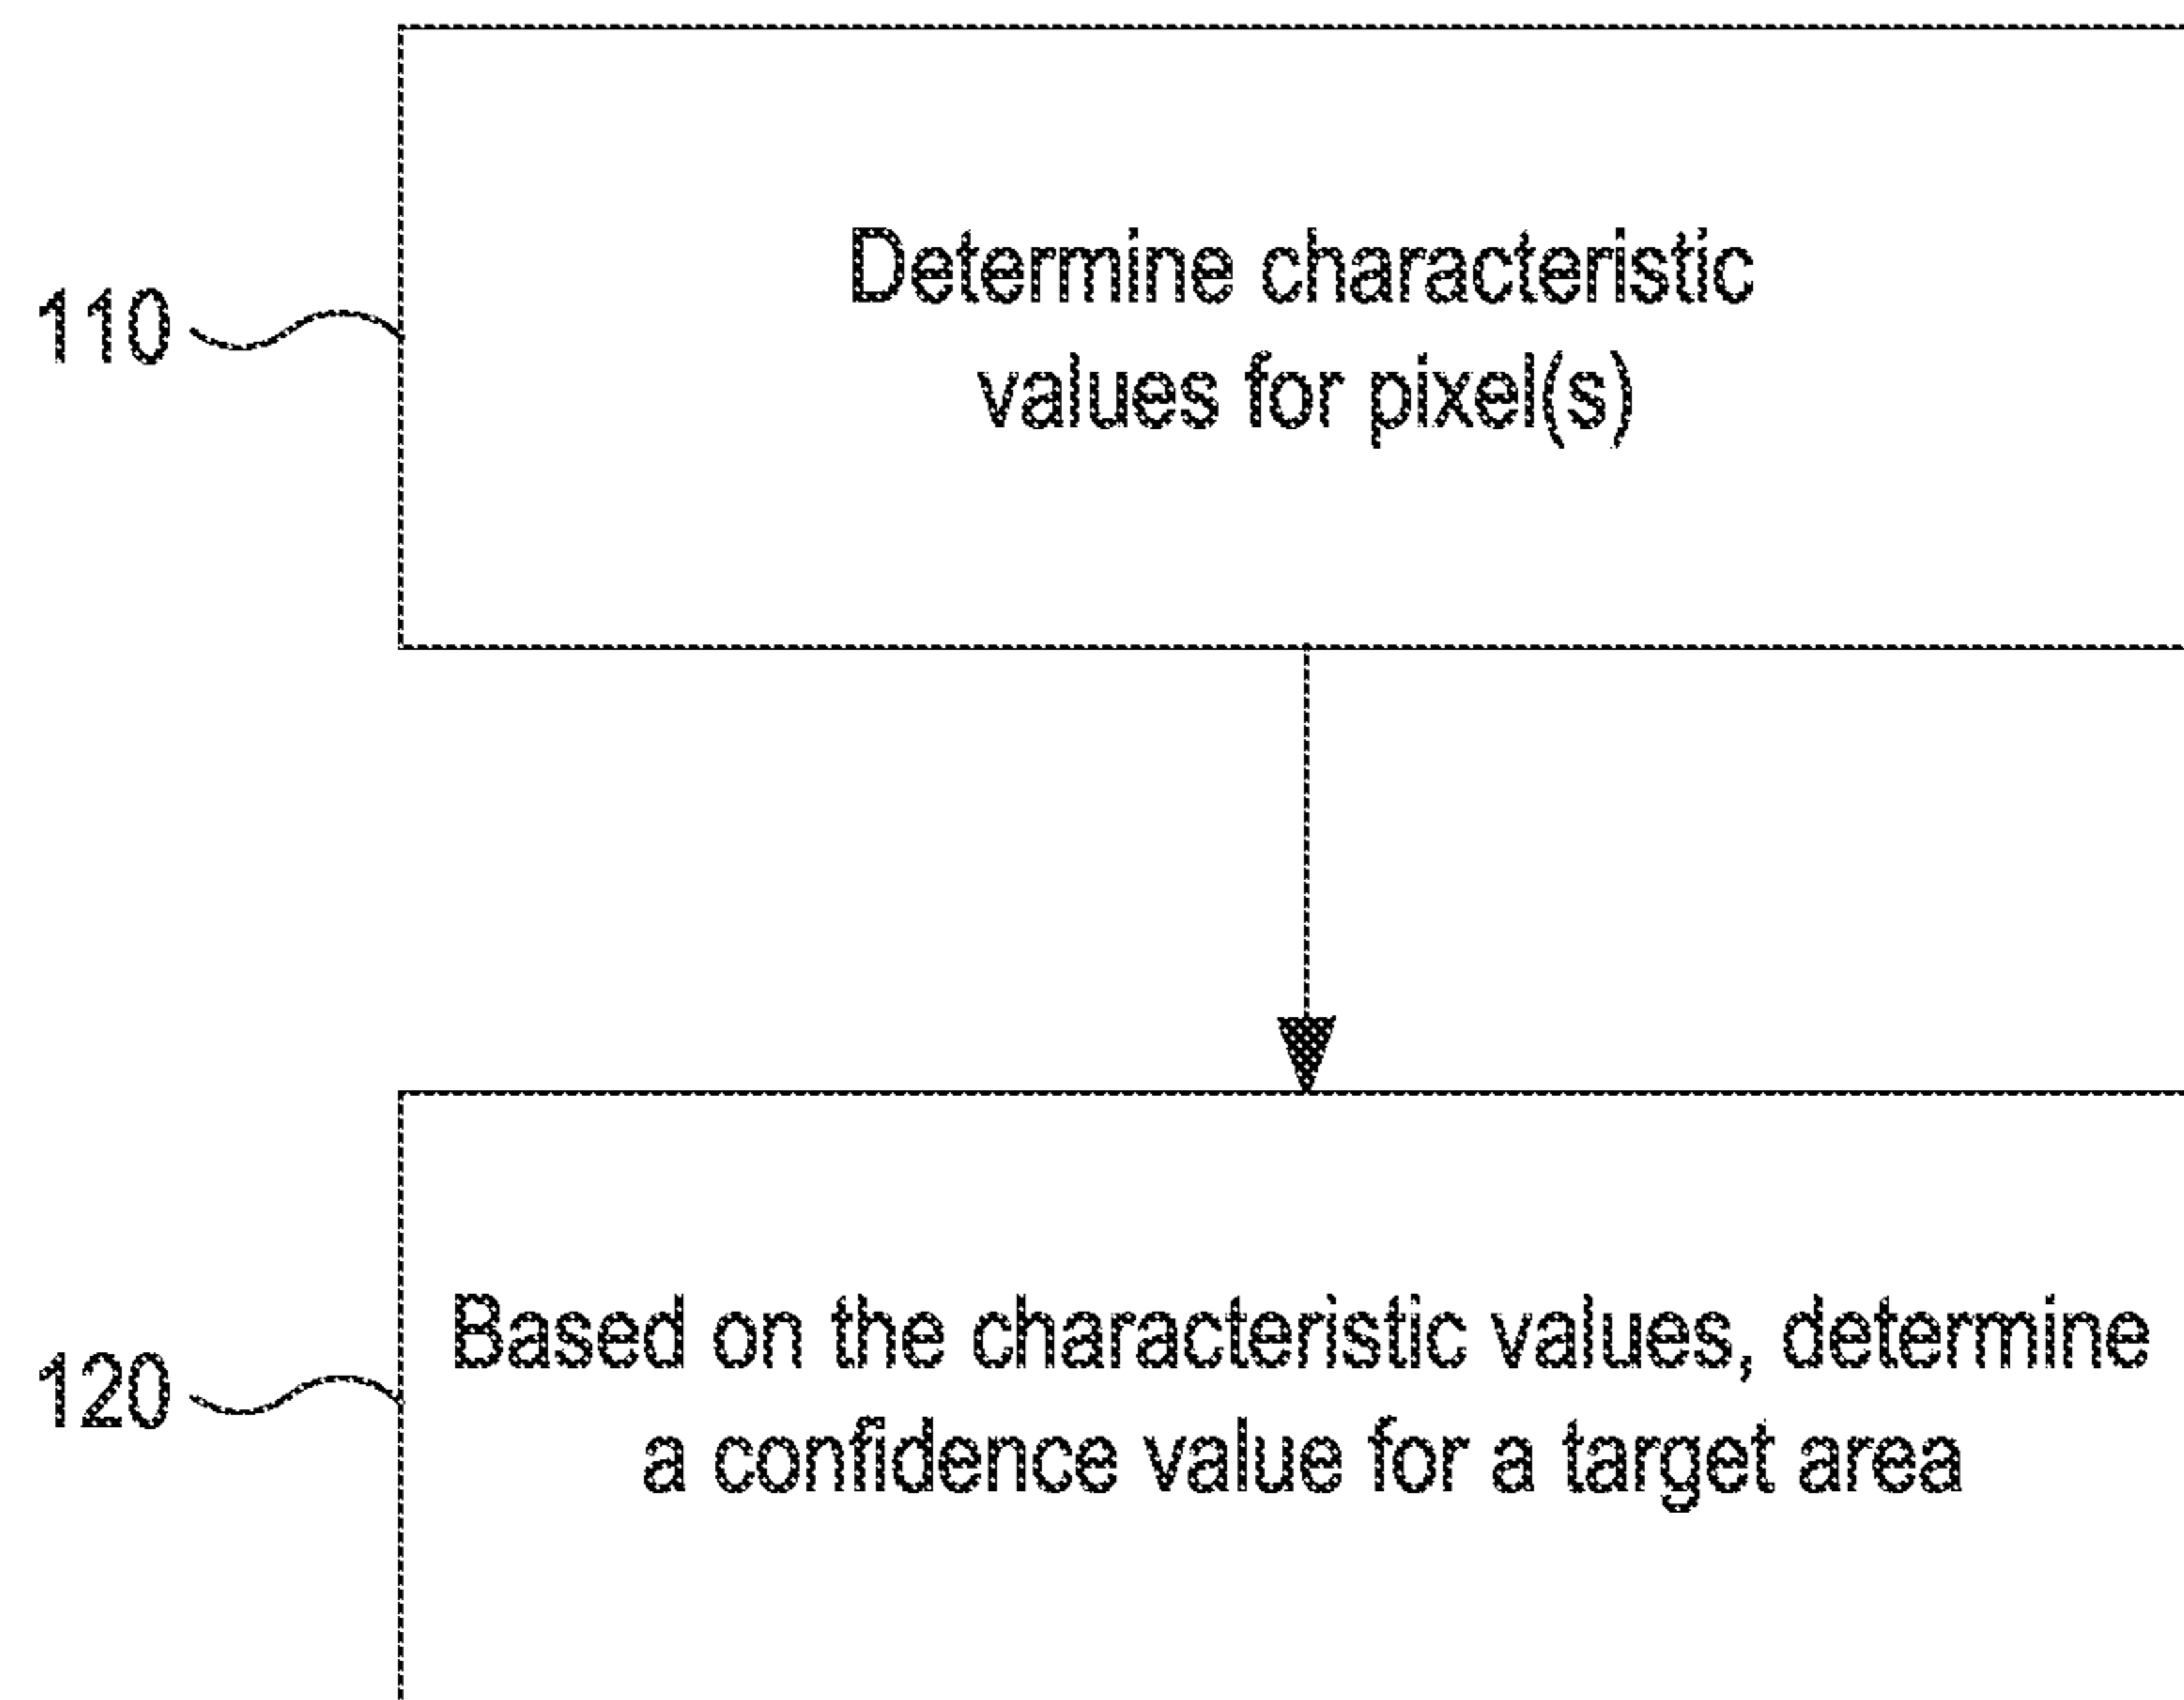 110
Determine characteristic
values for pixel(s)
120
Based on the characteristic values, determine
a confidence value for a target area